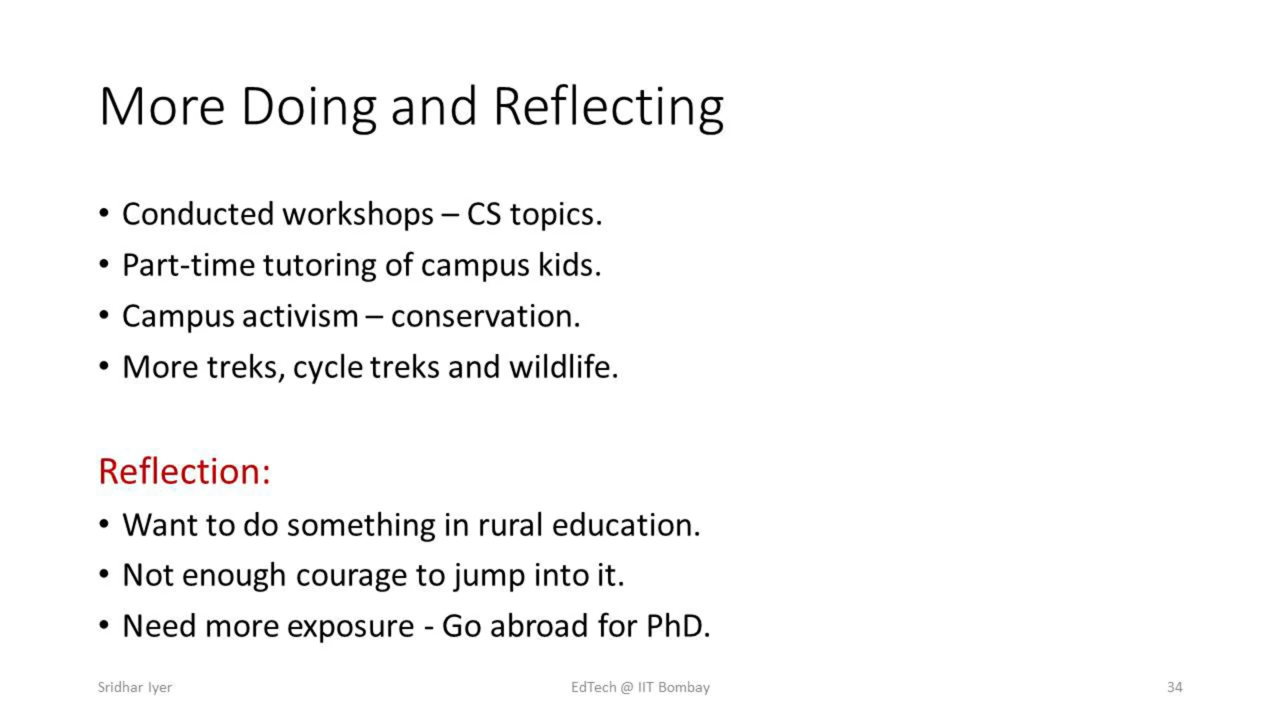 More Doing and Reflecting
• Conducted workshops – CS topics.
• Part-time tutoring of campus kids.
• Campus activism – conservation.
• More treks, cycle treks and wildlife.
Reflection:
• Want to do something in rural education.
• Not enough courage to jump into it.
• Need more exposure - Go abroad for PhD.
Sridhar Iyer EdTech @ IIT Bombay 34